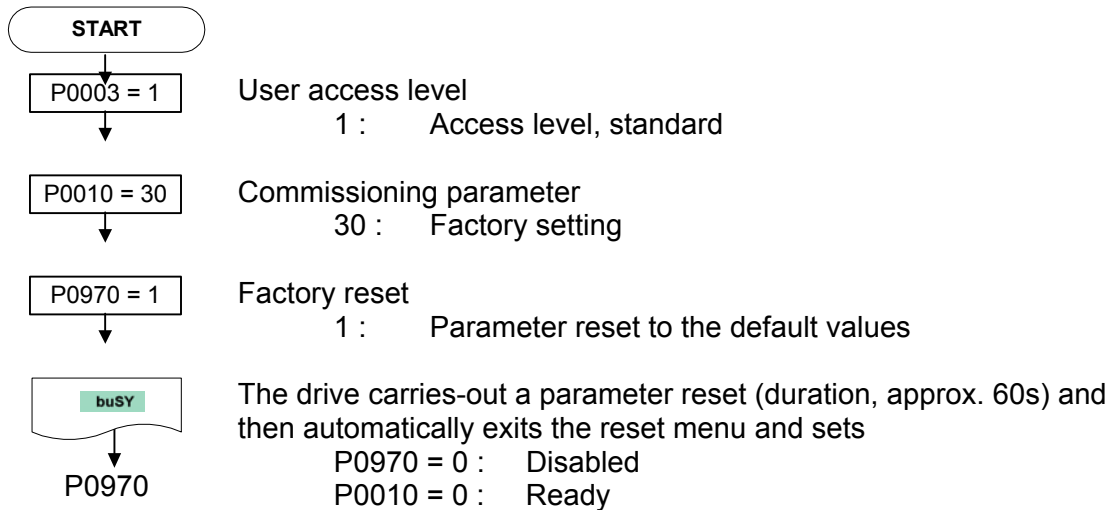 START
P0003 = 1
User access level
1 : Access level, standard
P0010 = 30
Commissioning parameter
30 : Factory setting
P0970 = 1
Factory reset
1 : Parameter reset to the default values
buSY
The drive carries-out a parameter reset (duration, approx. 60s) and
then automatically exits the reset menu and sets
P0970 = 0 : Disabled
P0970
P0010 = 0 : Ready